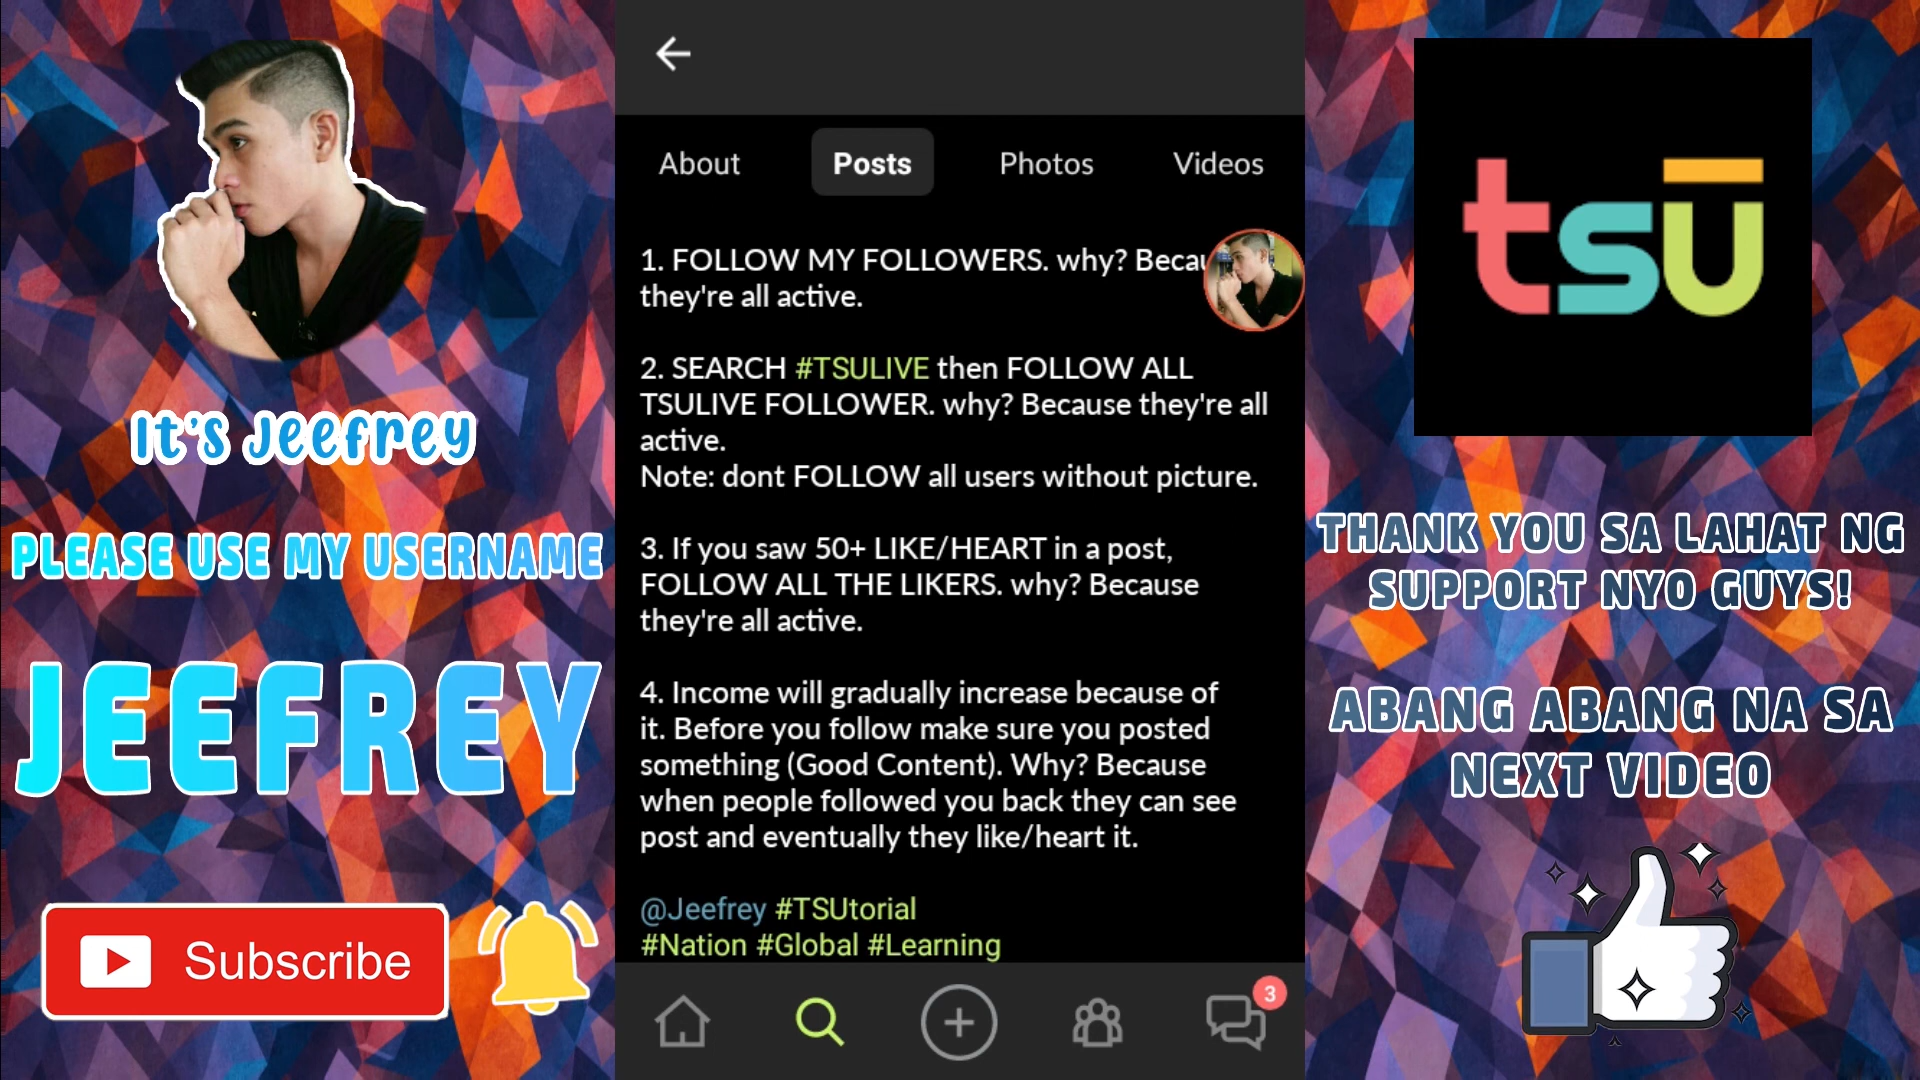 It's Jeefrey
PLEASE USE MY USERNAME
JEEFREY
Subscribe
About Posts Photos Videos
1. FOLLOW MY FOLLOWERS. why?
they're all active.
2. SEARCH #TSULIVE then FOLLOW ALL
TSULIVE FOLLOWER. why? Because they're all
active.
Note: dont FOLLOW all users without picture.
3. If you saw 50+ LIKE/HEART in a post,
FOLLOW ALL THE LIKERS. why? Because
they're all active.
4. Income will gradually increase because of
it. Before you follow make sure you posted
something (Good Content). Why? Because
when people followed you back they can see
post and eventually they like/heart it.
@Jeefrey #TSUtorial
#Nation #Global #Learning
3
tsū
THANK YOU SA LAHAT NG
SUPPORT NYO GUYS!
ABANG ABANG NA SA
NEXT VIDEO